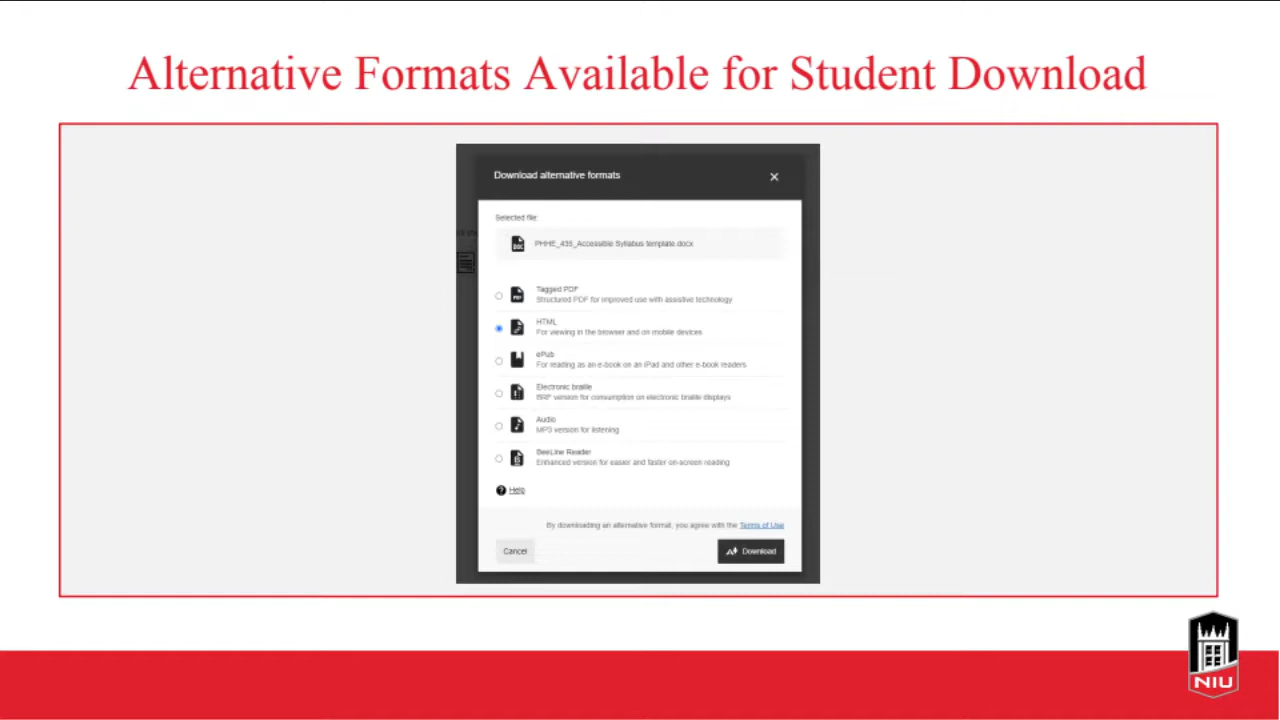 Alternative Formats Available for Student Download
Download alternative formats
Selected file:
DOC
PHHE_435_Accessible Syllabus template.docx
Tagged PDF
PDF
Structured PDF for improved use with assistive technology
HTML
For viewing in the browser and on mobile devices
ePub
For reading as an e-book on an iPad and other e-book readers
Electronic braille
BRF version for consumption on electronic braille displays
Audio
MP3 version for listening
BeeLine Reader
Enhanced version for easier and faster on-screen reading
Help
By downloading an alternative format, you agree with the Terms of Use
Cancel
Download
NIU